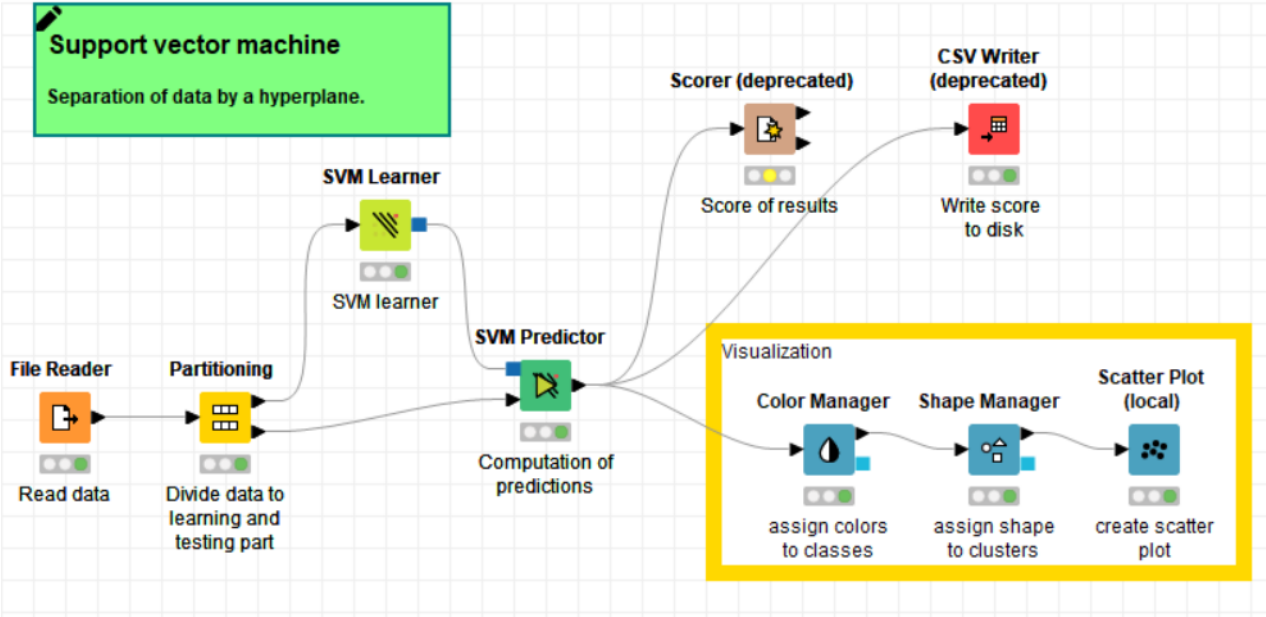 Support vector machine
Separation of data by a hyperplane.
CSV Writer
(deprecated)
Scorer (deprecated)
Score of results
Write score
to disk
SVM Learner
SVM learner
SVM Predictor
Computation of
predictions
File Reader
Read data
Partitioning
Divide data to
learning and
testing part
Visualization
Color Manager
assign colors
to classes
Shape Manager
assign shape
to clusters
Scatter Plot
(local)
create scatter
plot